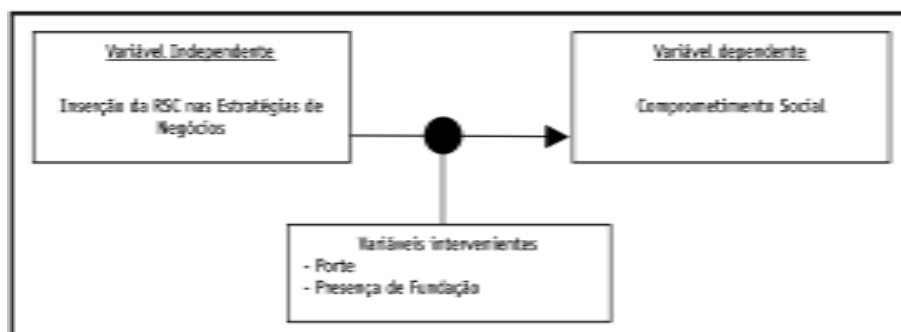 Variável Independente
Inserção da RSC nas Estratégias de
Negócios
Variável dependente
Comprometimento Social
Variáveis intervenientes
- Porte
- Presença de Fundação